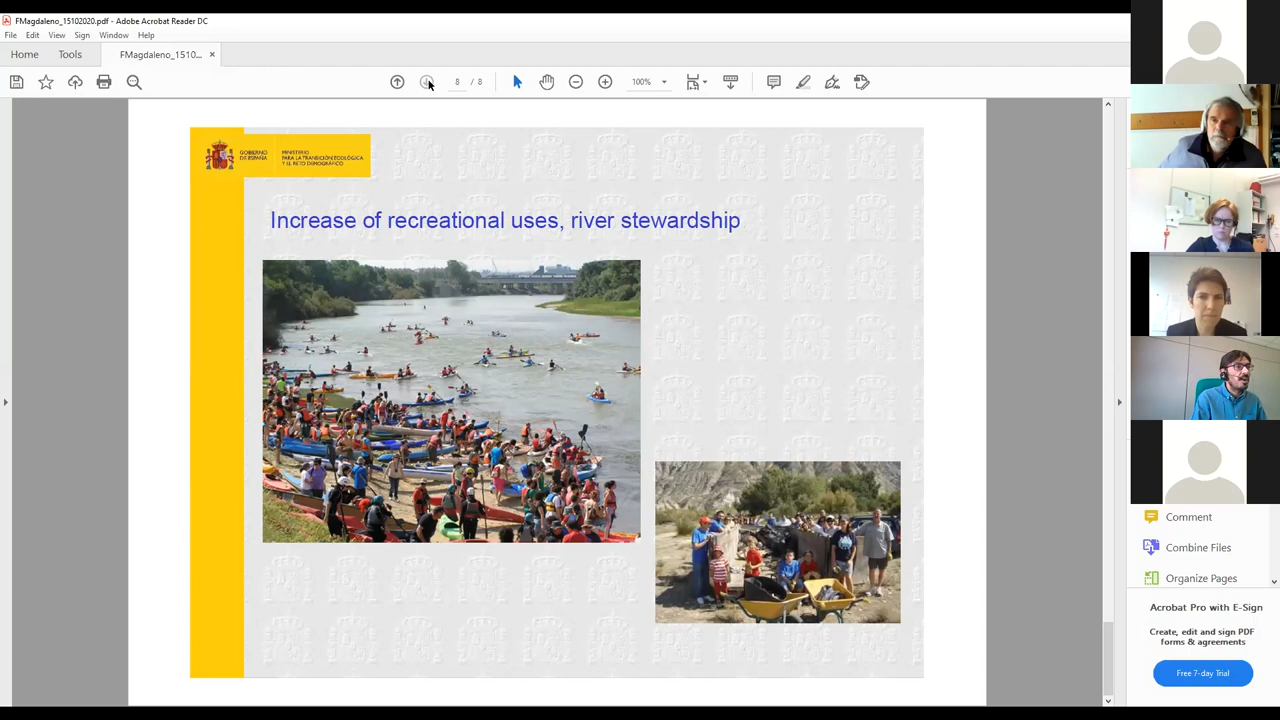 FMagdaleno_15102020.pdf - Adobe Acrobat Reader DC
File Edit View Sign Window Help
Home Tools FMagdaleno_1510... ×
8 / 8 100%
GOBIERNO
DE ESPAÑA
MINISTERIO
PARA LA TRANSICIÓN ECOLÓGICA
Y EL RETO DEMOGRÁFICO
Increase of recreational uses, river stewardship
Comment
Combine Files
Organize Pages
Acrobat Pro with E-Sign
Create, edit and sign PDF
forms & agreements
Free 7-day Trial